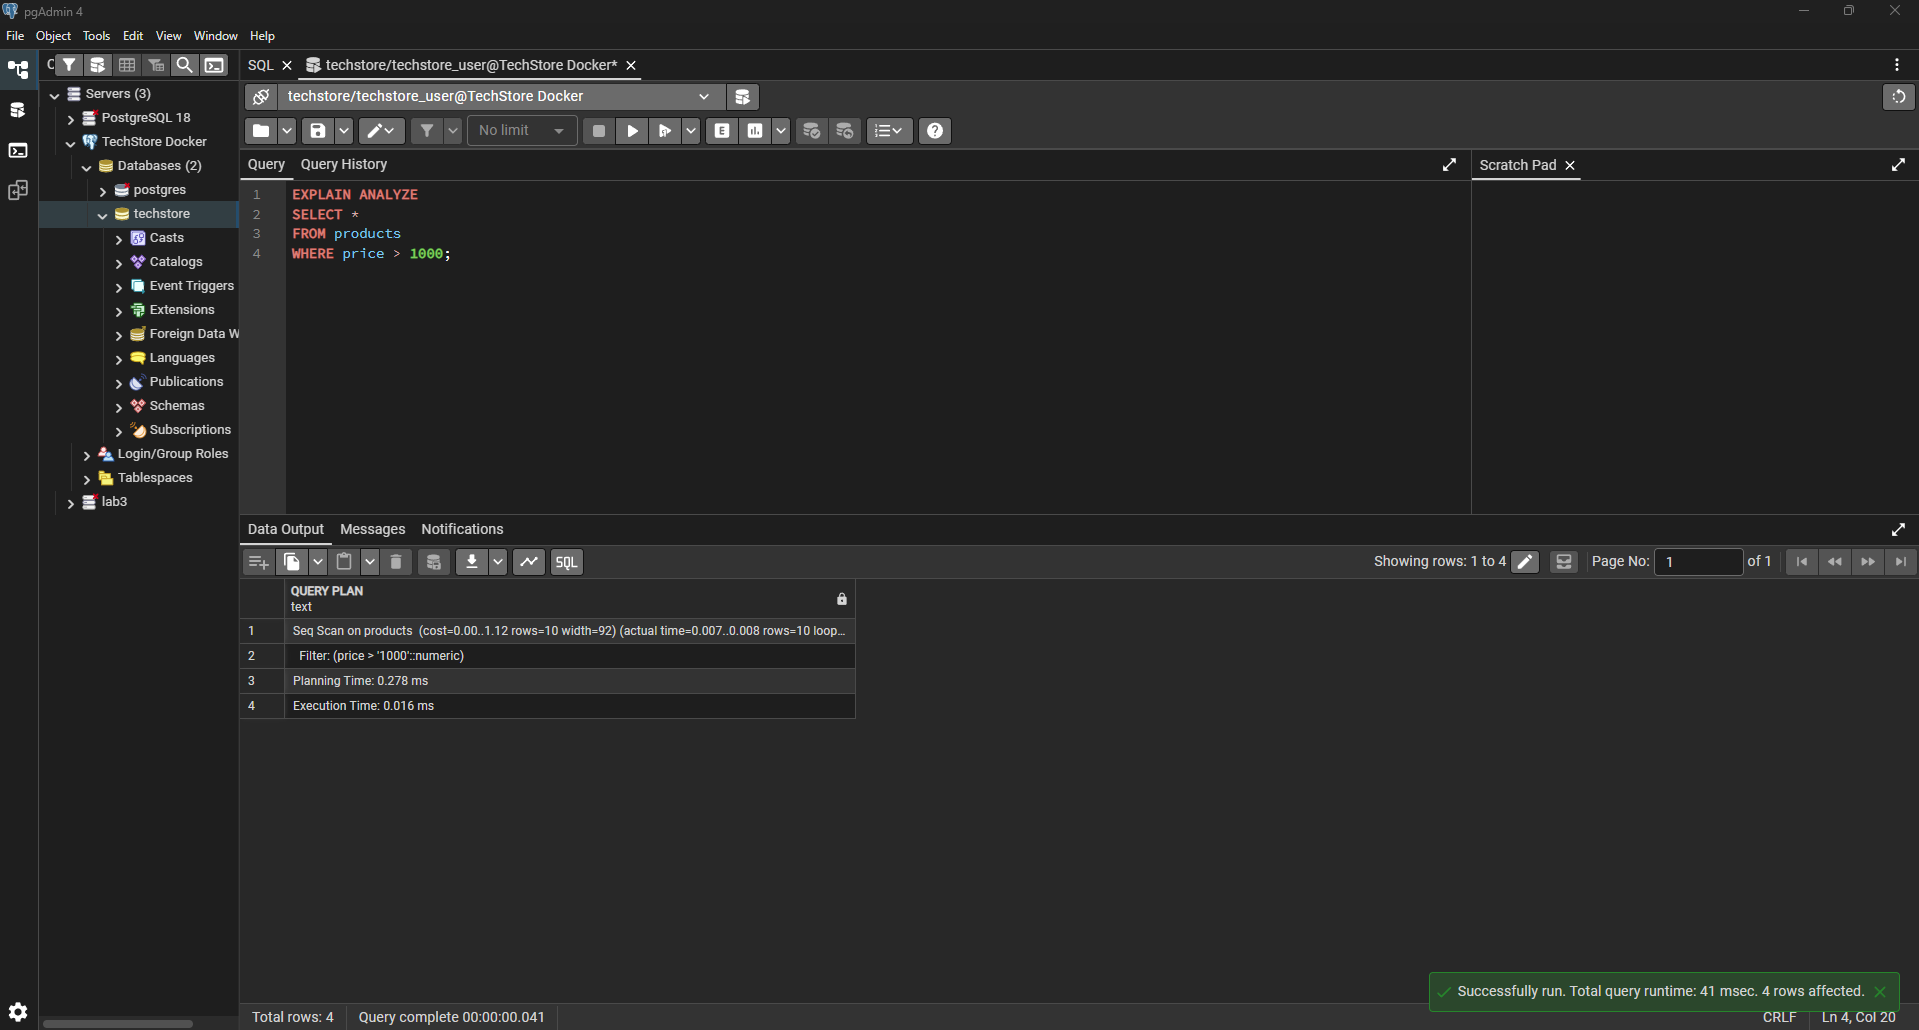 pgAdmin 4
File Object Tools Edit View Window Help
SQL
techstore/techstore_user@TechStore Docker*
Servers (3)
PostgreSQL 18
TechStore Docker
Databases (2)
postgres
techstore
Casts
Catalogs
Event Triggers
Extensions
Foreign Data W
Languages
Publications
Schemas
Subscriptions
Login/Group Roles
Tablespaces
lab3
techstore/techstore_user@TechStore Docker
No limit
E
Query Query History
Scratch Pad
1 EXPLAIN ANALYZE
2 SELECT *
3 FROM products
4 WHERE price > 1000;
Data Output Messages Notifications
SQL
Showing rows: 1 to 4
Page No: 1 of 1
QUERY PLAN
text
1 Seq Scan on products (cost=0.00..1.12 rows=10 width=92) (actual time=0.007..0.008 rows=10 loop...
2 Filter: (price > '1000'::numeric)
3 Planning Time: 0.278 ms
4 Execution Time: 0.016 ms
Successfully run. Total query runtime: 41 msec. 4 rows affected.
Total rows: 4
Query complete 00:00:00.041
CRLF
Ln 4, Col 20